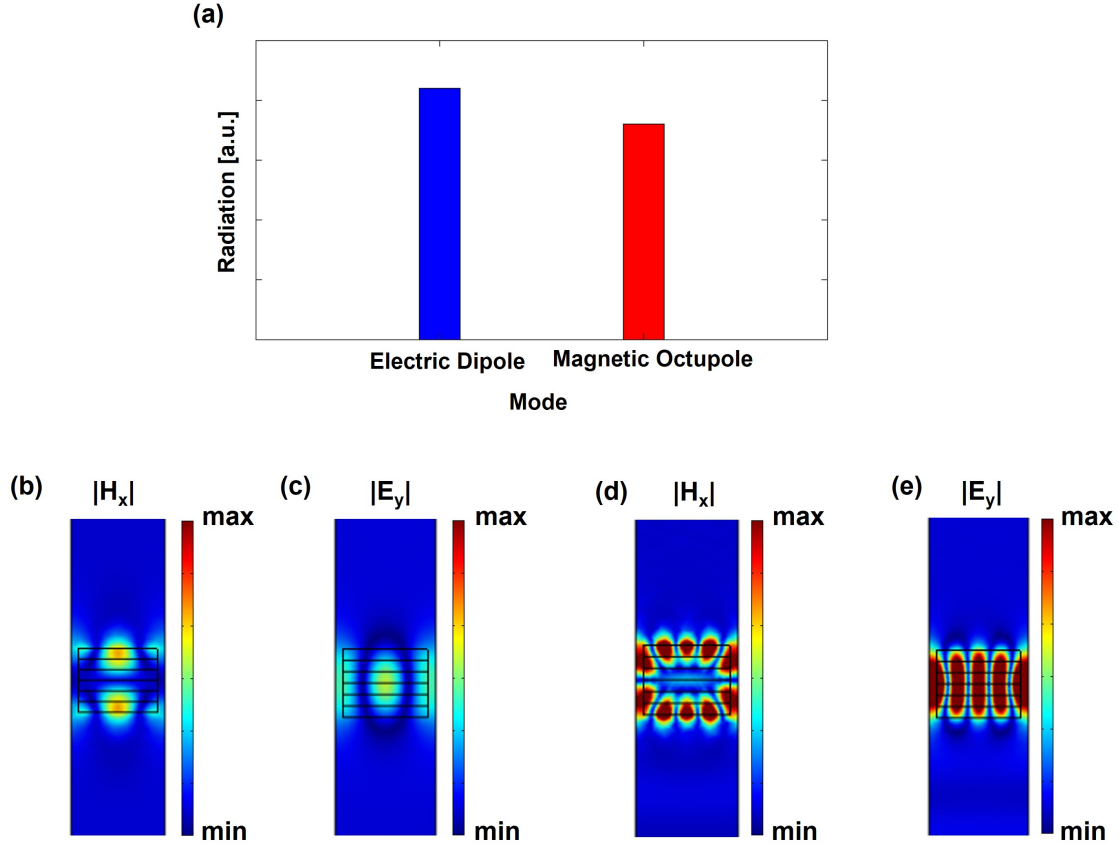 (a)
Radiation [a.u.]
Electric Dipole
Magnetic Octupole
Mode
(b)
|Hx|
max
min
(c)
|Ey|
max
min
(d)
|Hx|
max
min
(e)
|Ey|
max
min